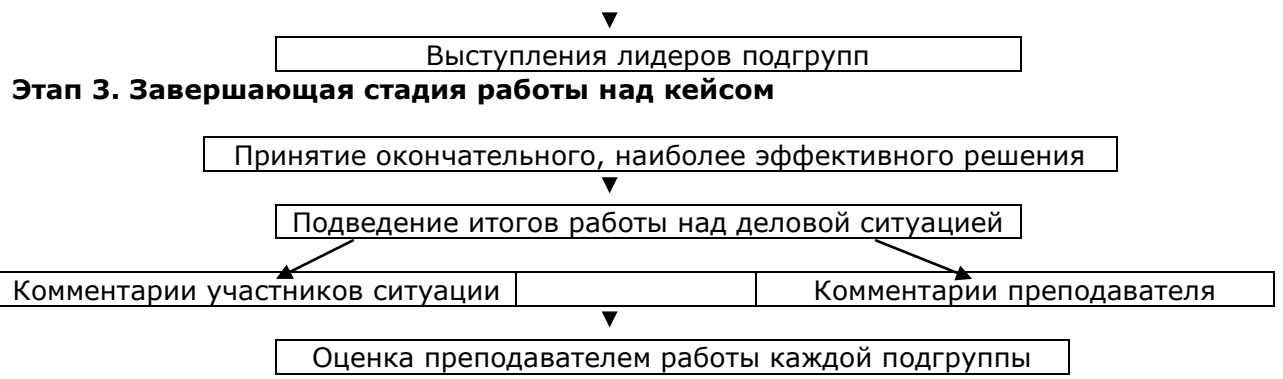 Выступления лидеров подгрупп
Этап 3. Завершающая стадия работы над кейсом
Принятие окончательного, наиболее эффективного решения
Подведение итогов работы над деловой ситуацией
Комментарии участников ситуации
Комментарии преподавателя
Оценка преподавателем работы каждой подгруппы